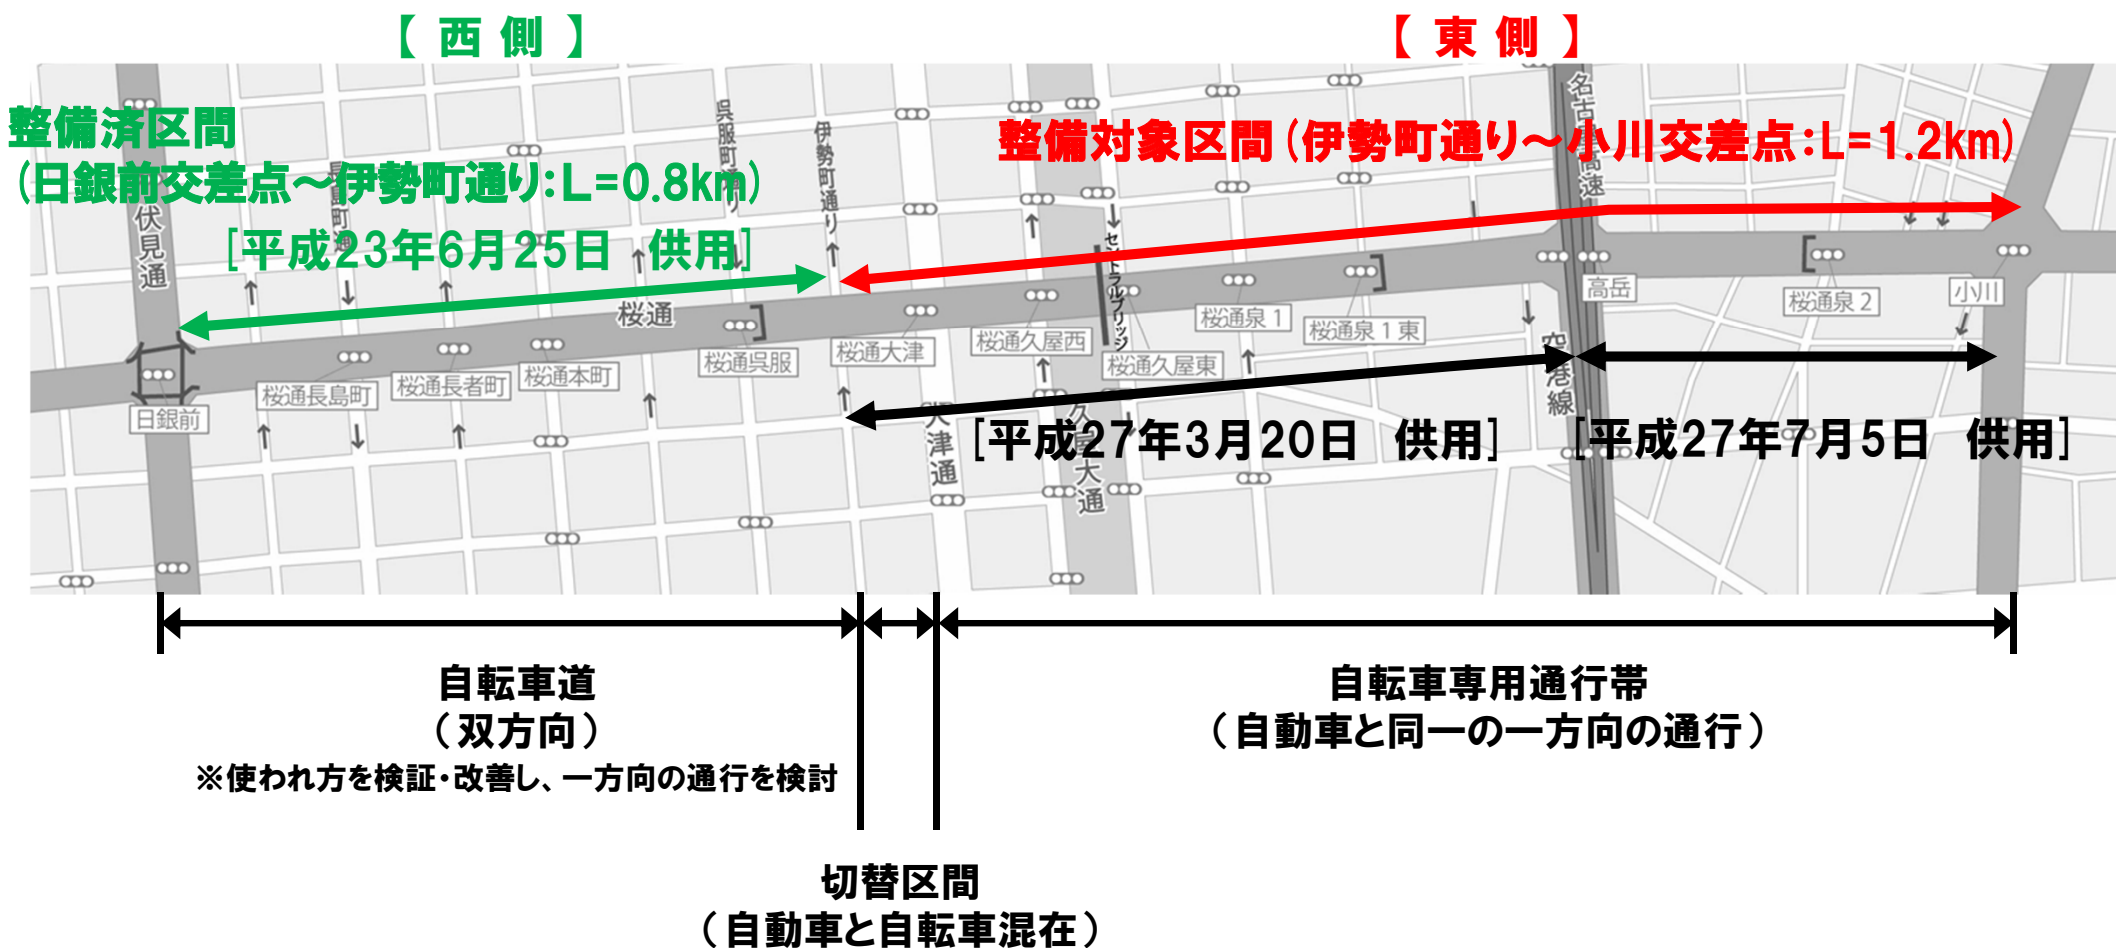 【 西 側 】
【 東 側 】
整備済区間
(日銀前交差点～伊勢町通り:L=0.8km)
[平成23年6月25日 供用]
整備対象区間(伊勢町通り～小川交差点:L=1.2km)
伏見通
長島町通
呉服町通り
伊勢町通り
セントラルブリッジ
名古屋高速
桜通
日銀前
桜通長島町
桜通長者町
桜通本町
桜通呉服
桜通大津
桜通久屋西
桜通久屋東
桜通泉1
桜通泉1東
高岳
桜通泉2
小川
大津通
久屋大通
空港線
[平成27年3月20日 供用]
[平成27年7月5日 供用]
自転車道
(双方向)
※使われ方を検証・改善し、一方向の通行を検討
自転車専用通行帯
(自動車と同一の一方向の通行)
切替区間
(自動車と自転車混在)